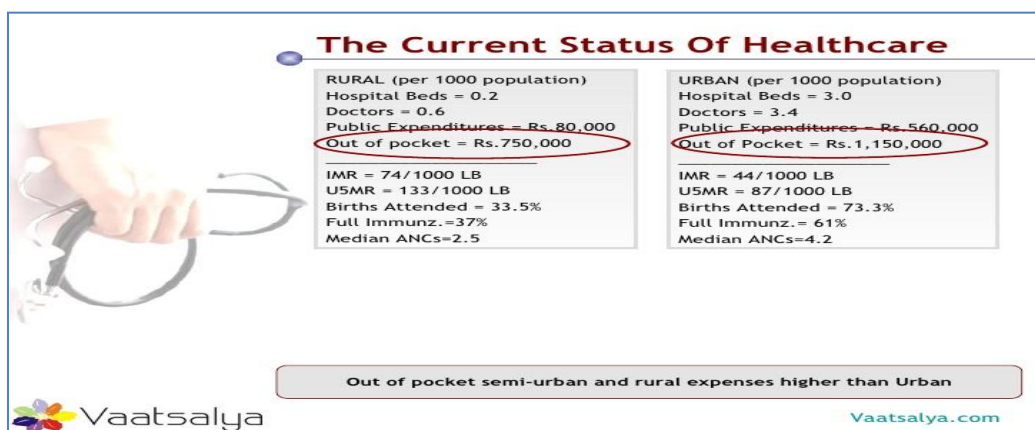 The Current Status Of Healthcare
RURAL (per 1000 population)
Hospital Beds = 0.2
Doctors = 0.6
Public Expenditures = Rs.80,000
Out of pocket = Rs.750,000
IMR = 74/1000 LB
U5MR = 133/1000 LB
Births Attended = 33.5%
Full Immunz.=37%
Median ANCs=2.5
URBAN (per 1000 population)
Hospital Beds = 3.0
Doctors = 3.4
Public Expenditures = Rs.560,000
Out of Pocket = Rs.1,150,000
IMR = 44/1000 LB
U5MR = 87/1000 LB
Births Attended = 73.3%
Full Immunz.= 61%
Median ANCs=4.2
Out of pocket semi-urban and rural expenses higher than Urban
Vaatsalya
Vaatsalya.com